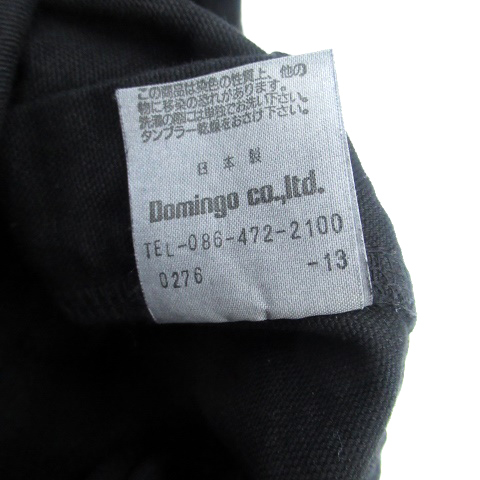 この商品は染色の性質上、他の
物に移染の恐れがあります。
洗濯の際には単独でお洗い下さい。
タンブラー乾燥をおさけ下さい。
日本製
Domingo co.,ltd.
TEL-086-472-2100
0276 -13